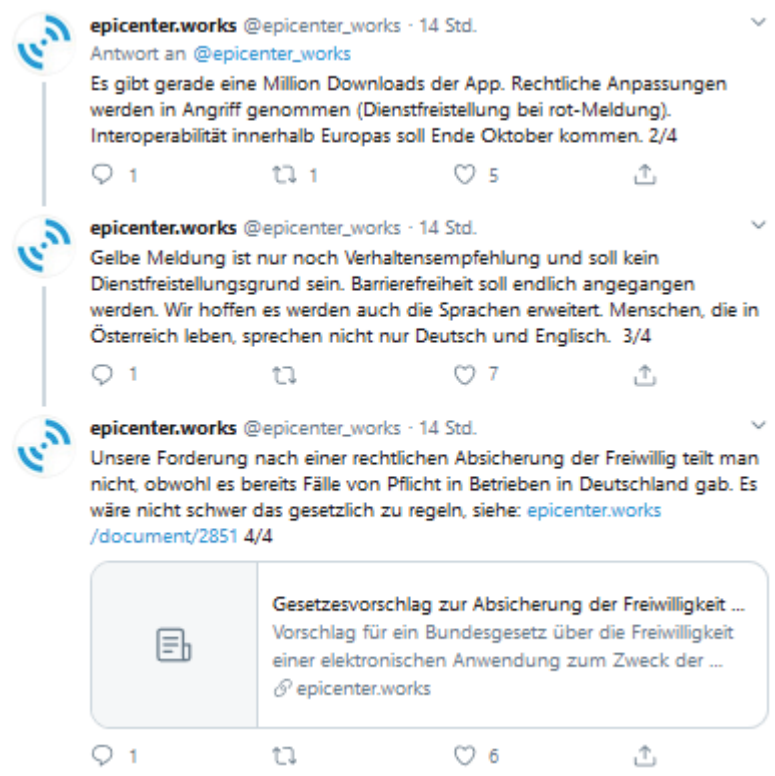 epicenter.works @epicenter_works · 14 Std.
Antwort an @epicenter_works
Es gibt gerade eine Million Downloads der App. Rechtliche Anpassungen
werden in Angriff genommen (Dienstfreistellung bei rot-Meldung).
Interoperabilität innerhalb Europas soll Ende Oktober kommen. 2/4
1 1 5
epicenter.works @epicenter_works · 14 Std.
Gelbe Meldung ist nur noch Verhaltensempfehlung und soll kein
Dienstfreistellungsgrund sein. Barrierefreiheit soll endlich angegangen
werden. Wir hoffen es werden auch die Sprachen erweitert. Menschen, die in
Österreich leben, sprechen nicht nur Deutsch und Englisch. 3/4
1 7
epicenter.works @epicenter_works · 14 Std.
Unsere Forderung nach einer rechtlichen Absicherung der Freiwillig teilt man
nicht, obwohl es bereits Fälle von Pflicht in Betrieben in Deutschland gab. Es
wäre nicht schwer das gesetzlich zu regeln, siehe: epicenter.works
/document/2851 4/4
Gesetzesvorschlag zur Absicherung der Freiwilligkeit ...
Vorschlag für ein Bundesgesetz über die Freiwilligkeit
einer elektronischen Anwendung zum Zweck der ...
epicenter.works
1 6